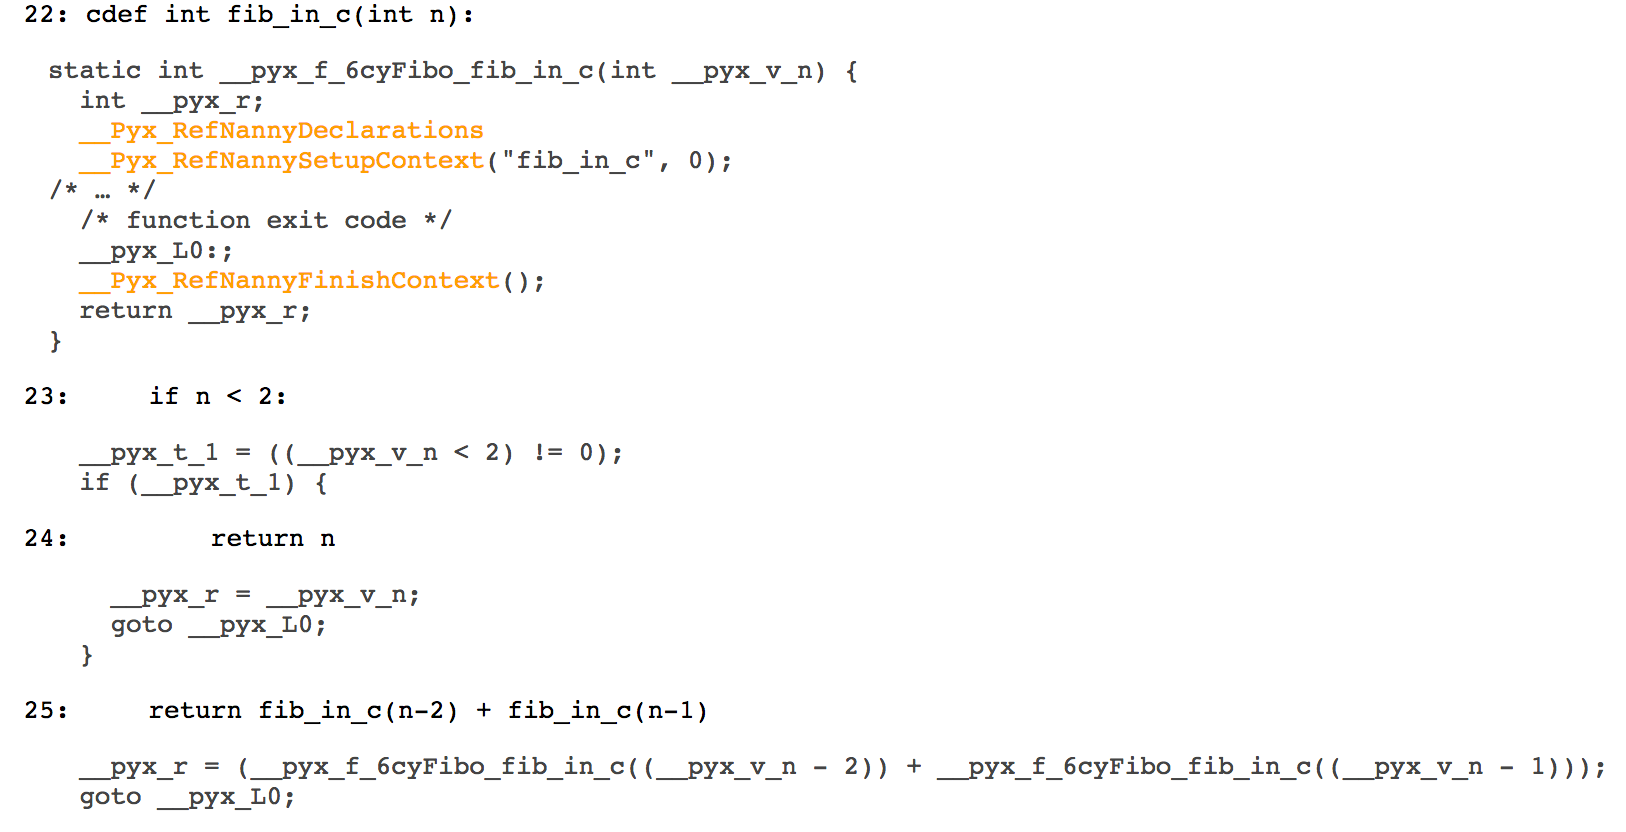 22: cdef int fib_in_c(int n):
static int __pyx_f_6cyFibo_fib_in_c(int __pyx_v_n) {
int __pyx_r;
__Pyx_RefNannyDeclarations
__Pyx_RefNannySetupContext("fib_in_c", 0);
/* … */
/* function exit code */
__pyx_L0:;
__Pyx_RefNannyFinishContext();
return __pyx_r;
}
23: if n < 2:
__pyx_t_1 = ((__pyx_v_n < 2) != 0);
if (__pyx_t_1) {
24: return n
__pyx_r = __pyx_v_n;
goto __pyx_L0;
}
25: return fib_in_c(n-2) + fib_in_c(n-1)
__pyx_r = (__pyx_f_6cyFibo_fib_in_c((__pyx_v_n - 2)) + __pyx_f_6cyFibo_fib_in_c((__pyx_v_n - 1)));
goto __pyx_L0;